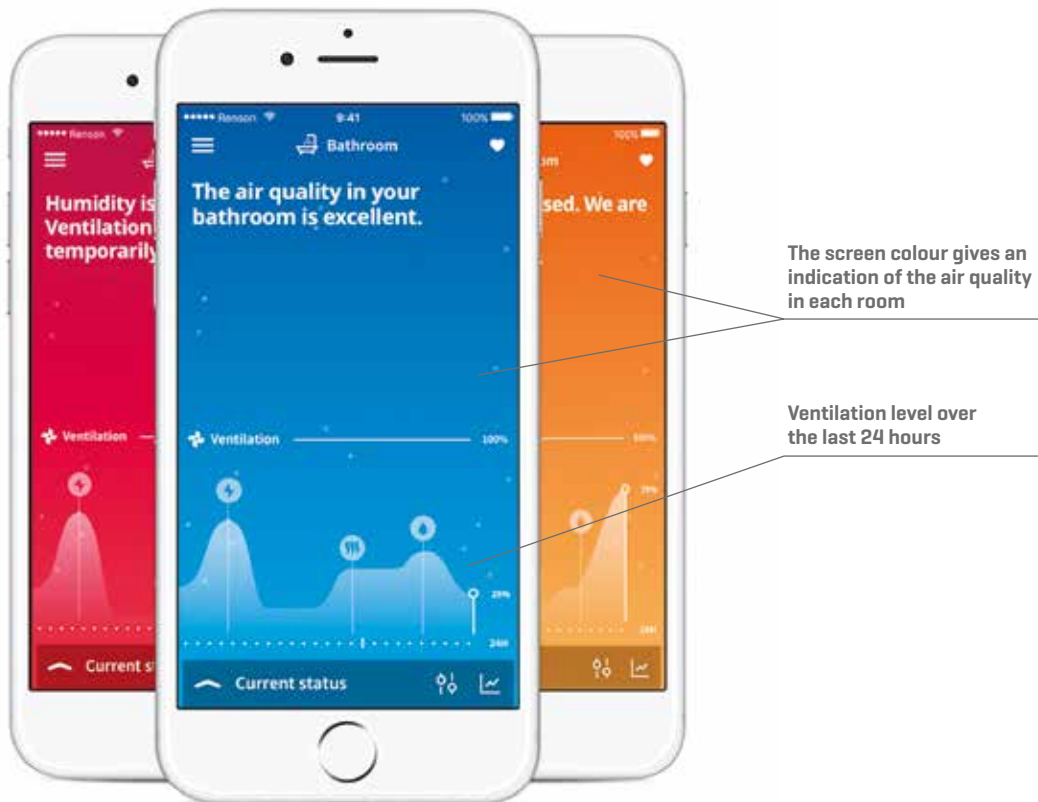 Renson
9:41
100%
Bathroom
The air quality in your
bathroom is excellent.
Ventilation
100%
20%
24H
Current status
Renson
Humidity is
Ventilation
temporarily
Ventilation
Current st
100%
om
sed. We are
100%
24H
The screen colour gives an
indication of the air quality
in each room
Ventilation level over
the last 24 hours